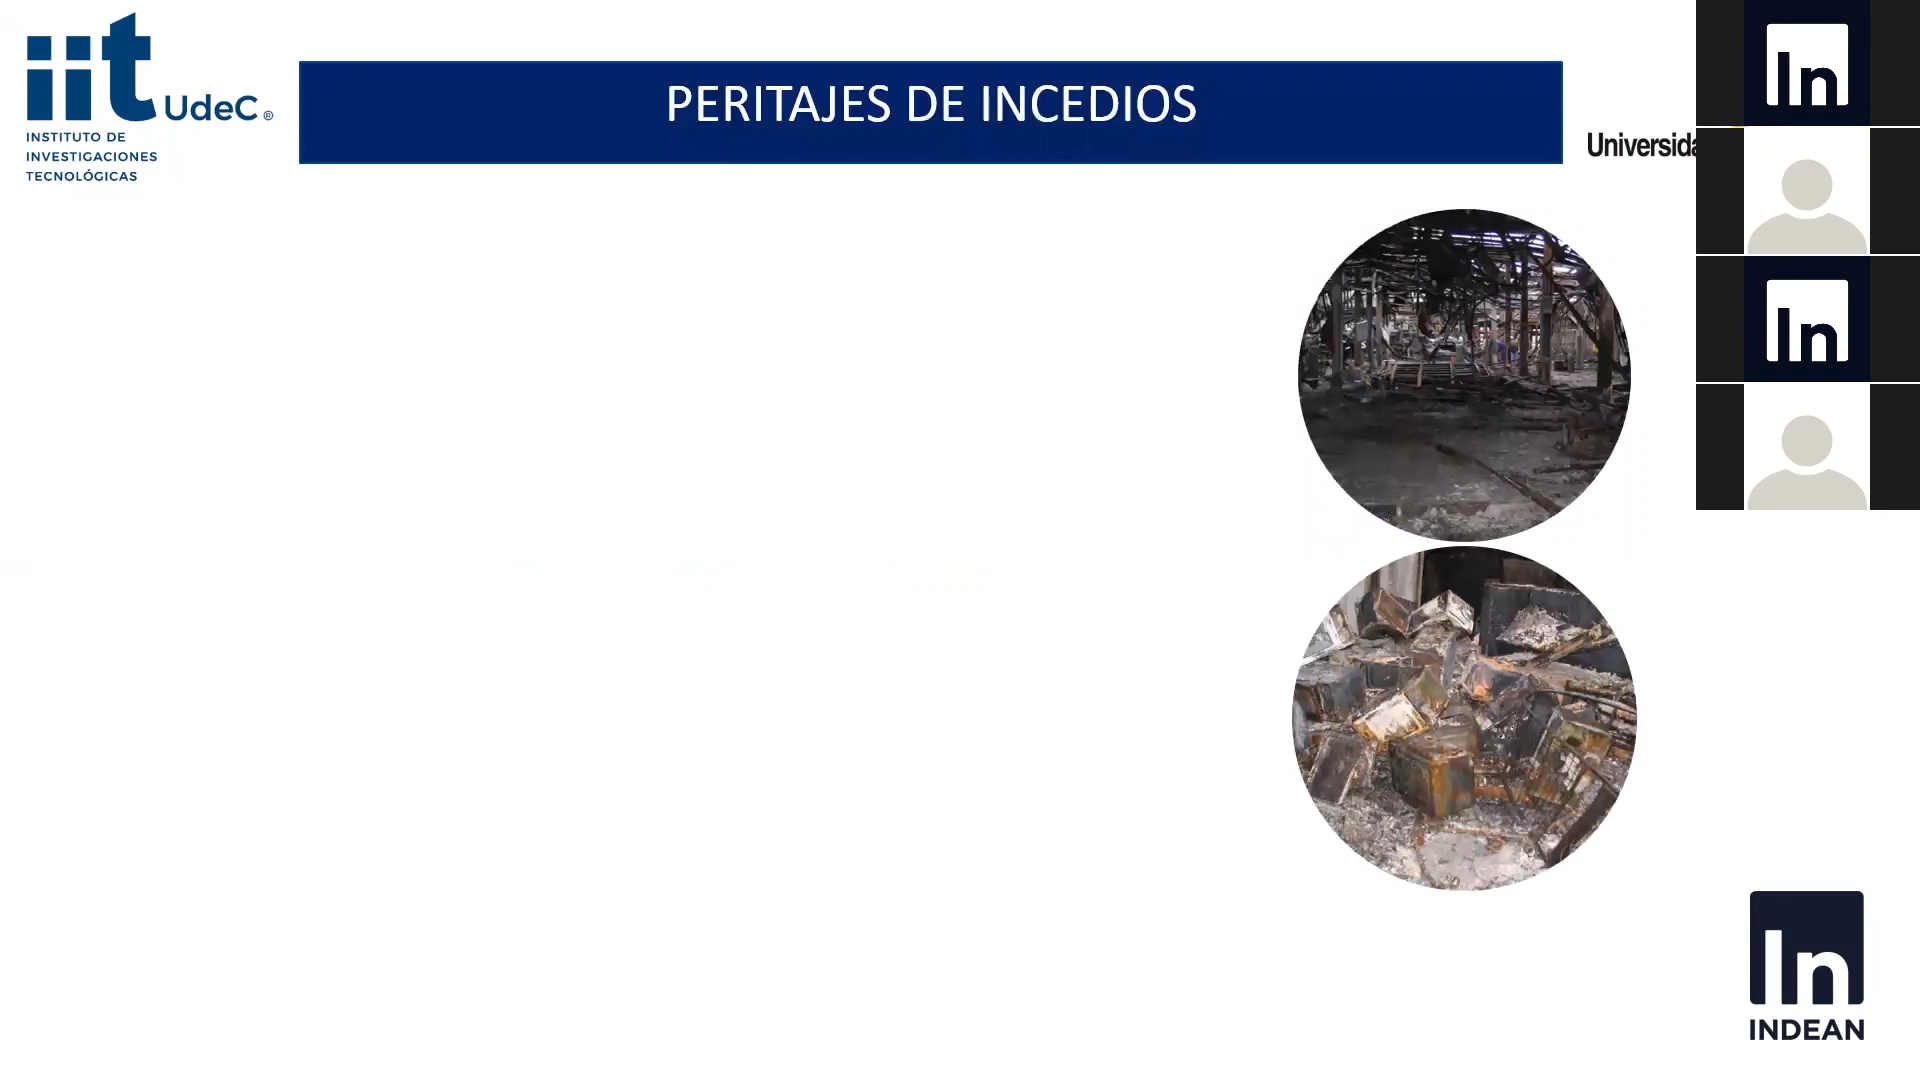 iit UdeC ®
INSTITUTO DE
INVESTIGACIONES
TECNOLÓGICAS
PERITAJES DE INCEDIOS
Universida
In
In
In
INDEAN